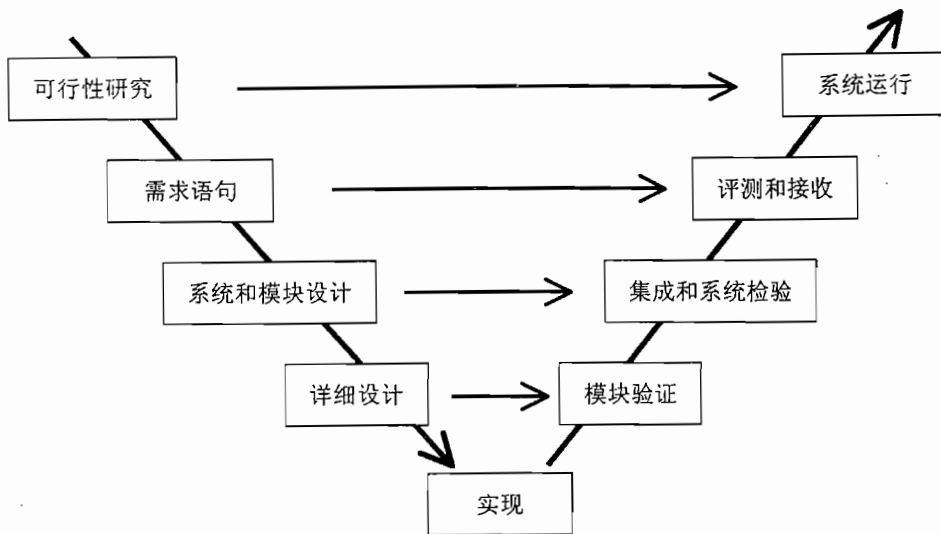 可行性研究
系统运行
需求语句
评测和接收
系统和模块设计
集成和系统检验
详细设计
模块验证
实现